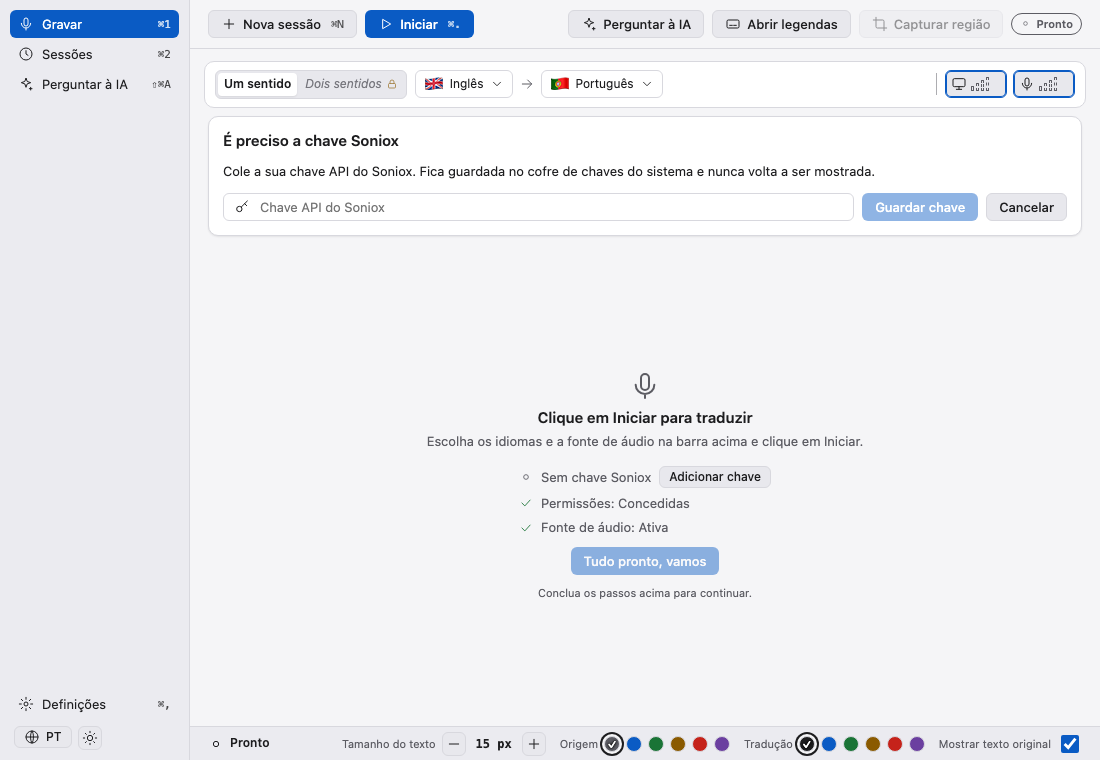 Gravar ⌘1
Sessões ⌘2
Perguntar à IA ⇧⌘A
Nova sessão ⌘N
Iniciar ⌘.
Perguntar à IA
Abrir legendas
Capturar região
Pronto
Um sentido
Dois sentidos
Inglês
Português
É preciso a chave Soniox
Cole a sua chave API do Soniox. Fica guardada no cofre de chaves do sistema e nunca volta a ser mostrada.
Chave API do Soniox
Guardar chave
Cancelar
Clique em Iniciar para traduzir
Escolha os idiomas e a fonte de áudio na barra acima e clique em Iniciar.
Sem chave Soniox
Adicionar chave
Permissões: Concedidas
Fonte de áudio: Ativa
Tudo pronto, vamos
Conclua os passos acima para continuar.
Definições ⌘,
PT
Pronto
Tamanho do texto
15 px
Origem
Tradução
Mostrar texto original